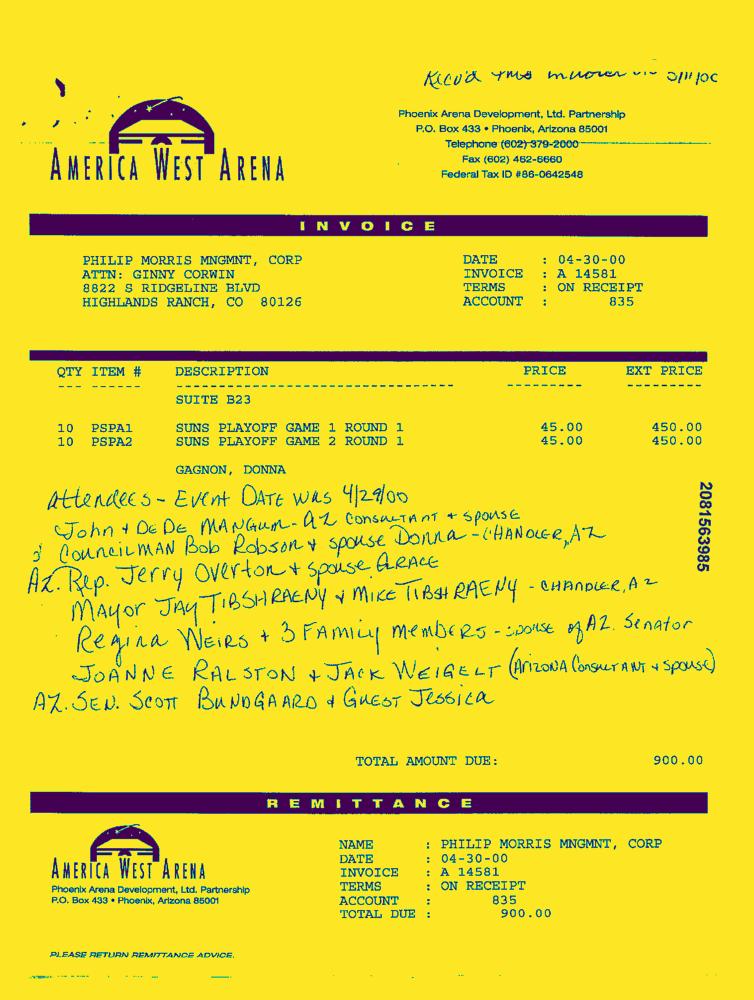 Rec'd this invoice on 5/11/00
Phoenix Arena Development, Ltd. Partnership
P.O. Box 433 • Phoenix, Arizona 85001
Telephone (602) 379-2000
Fax (602) 462-6660
Federal Tax ID #86-0642548
AMERICA WEST ARENA
INVOICE
PHILIP MORRIS MNGMNT, CORP DATE : 04-30-00
ATTN: GINNY CORWIN INVOICE : A 14581
8822 S RIDGELINE BLVD TERMS : ON RECEIPT
HIGHLANDS RANCH, CO 80126 ACCOUNT : 835
QTY ITEM # DESCRIPTION PRICE EXT PRICE
SUITE B23
10 PSPA1 SUNS PLAYOFF GAME 1 ROUND 1 45.00 450.00
10 PSPA2 SUNS PLAYOFF GAME 2 ROUND 1 45.00 450.00
GAGNON, DONNA
Attendees - Event Date was 4/29/00
John + DeDe Mangum - AZ Consultant + spouse
Councilman Bob Robson + spouse Donna - Chandler, AZ
AZ. Rep. Jerry Overton + spouse Grace
Mayor Jay Tibshraeny + Mike Tibshraeny - Chandler, AZ
Regina Weirs + 3 Family members - spouse of AZ. Senator
Joanne Ralston + Jack Weigelt (Arizona Consultant + spouse)
AZ. Sen. Scott Bundgaard + Guest Jessica
2081563985
TOTAL AMOUNT DUE: 900.00
REMITTANCE
AMERICA WEST ARENA
Phoenix Arena Development, Ltd. Partnership
P.O. Box 433 • Phoenix, Arizona 85001
NAME : PHILIP MORRIS MNGMNT, CORP
DATE : 04-30-00
INVOICE : A 14581
TERMS : ON RECEIPT
ACCOUNT : 835
TOTAL DUE : 900.00
PLEASE RETURN REMITTANCE ADVICE.